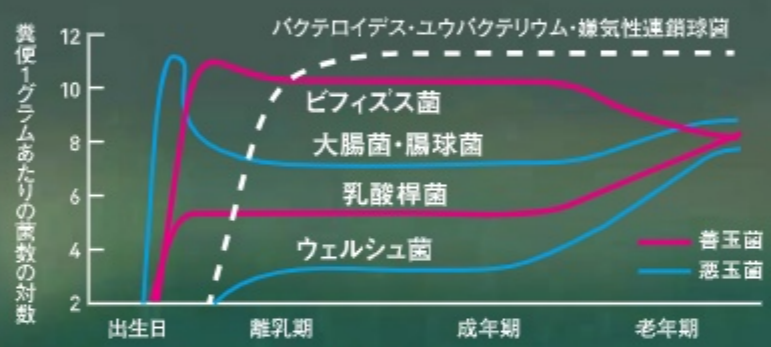 バクテロイデス・ユウバクテリウム・嫌気性連鎖球菌
糞便1グラムあたりの菌数の対数
12
10
8
6
4
2
ビフィズス菌
大腸菌・腸球菌
乳酸桿菌
ウェルシュ菌
善玉菌
悪玉菌
出生日 離乳期 成年期 老年期